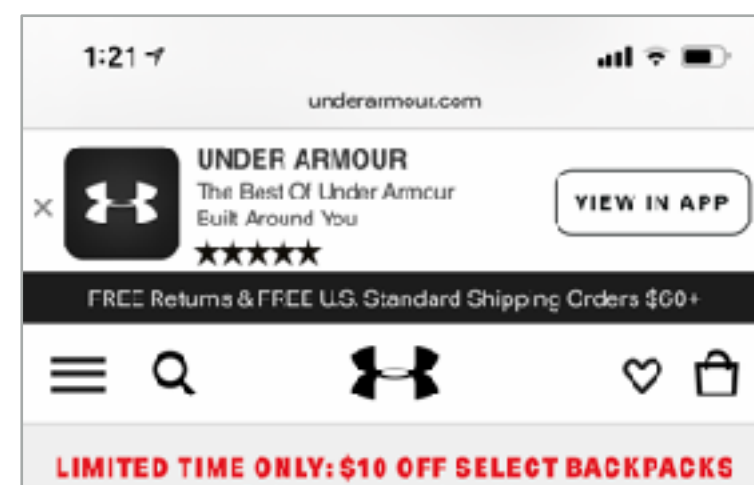 1:21
underarmour.com
UNDER ARMOUR
The Best Of Under Armour
Built Around You
VIEW IN APP
FREE Returns & FREE U.S. Standard Shipping Orders $60+
LIMITED TIME ONLY: $10 OFF SELECT BACKPACKS